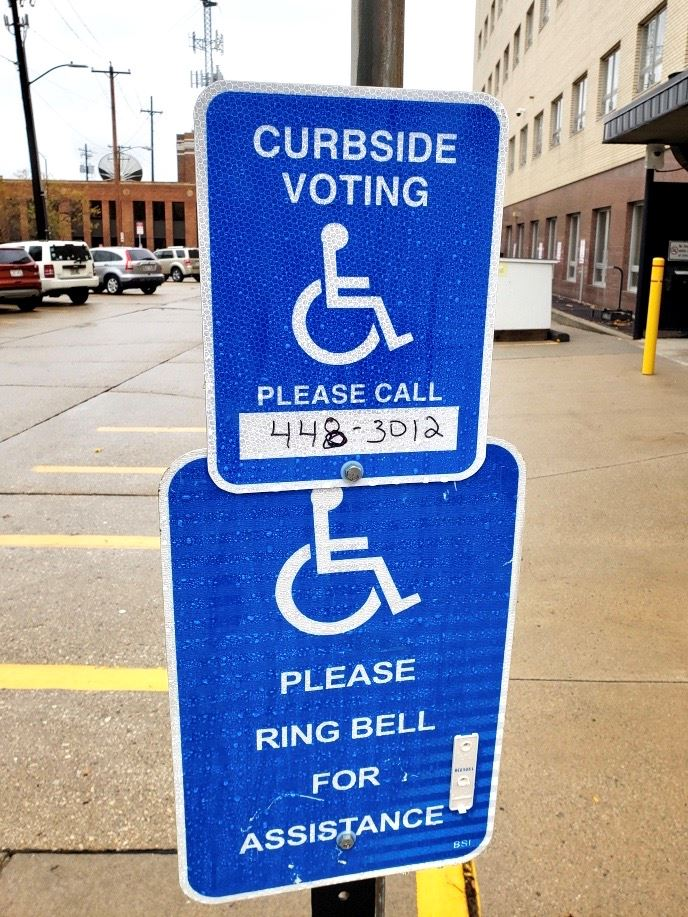 CURBSIDE
VOTING
PLEASE CALL
448-3012
PLEASE
RING BELL
FOR
ASSISTANCE
BSI